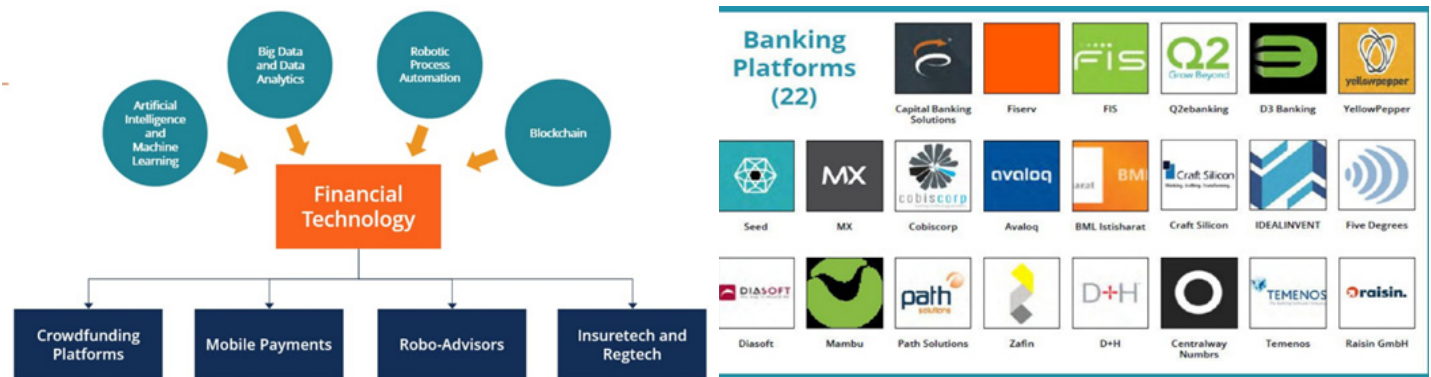 Big Data
and Data
Analytics
Robotic
Process
Automation
Artificial
Intelligence
and
Machine
Learning
Blockchain
Financial
Technology
Crowdfunding
Platforms
Mobile Payments
Robo-Advisors
Insuretech and
Regtech
Banking
Platforms
(22)
Capital Banking
Solutions
Fiserv
FIS
FIS
Q2
Grow Beyond
Q2ebanking
D3 Banking
yellowpepper
YellowPepper
Seed
MX
MX
cobiscorp
Cobiscorp
avaloq
Avaloq
arat BMI
BML Istisharat
Craft Silicon
Craft Silicon
IDEALINVENT
Five Degrees
DIASOFT
Diasoft
Mambu
path
solutions
Path Solutions
Zafin
D+H
D+H
Centralway
Numbrs
TEMENOS
Temenos
raisin.
Raisin GmbH